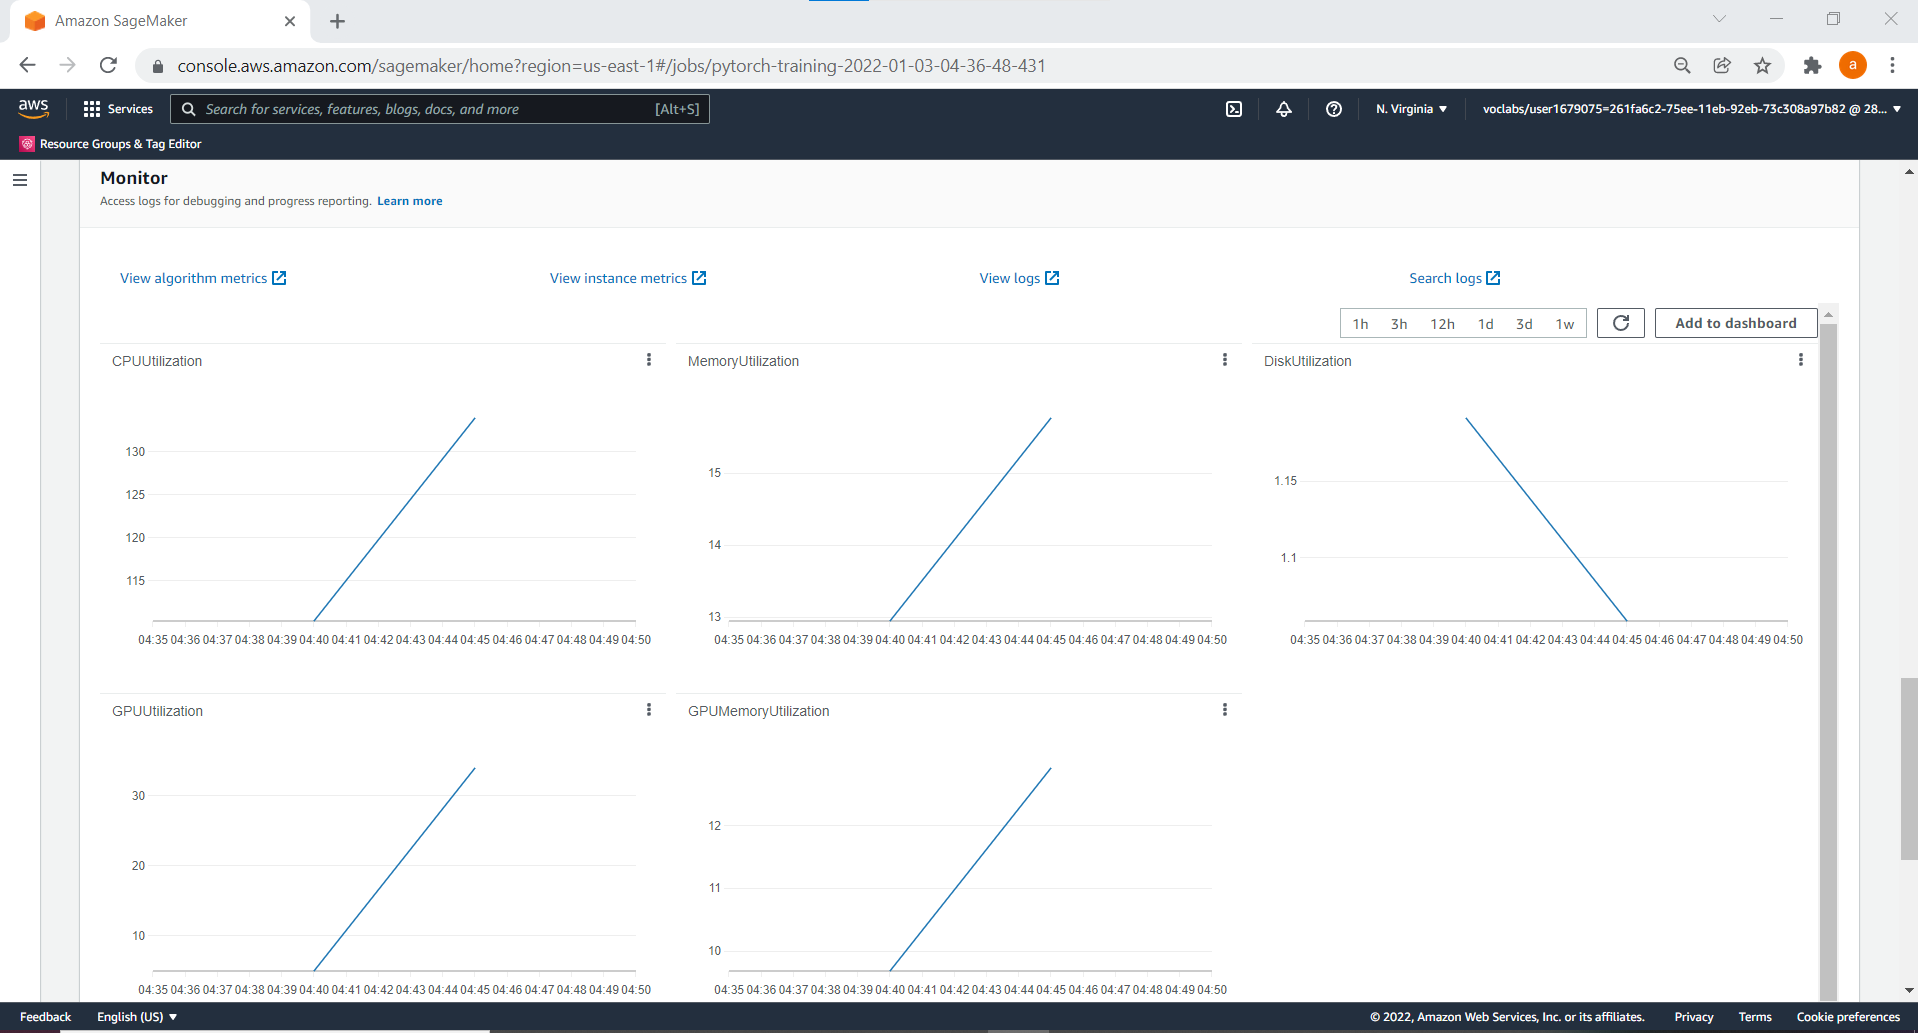 Amazon SageMaker
console.aws.amazon.com/sagemaker/home?region=us-east-1#/jobs/pytorch-training-2022-01-03-04-36-48-431
a
aws
Services
Search for services, features, blogs, docs, and more [Alt+S]
N. Virginia
voclabs/user1679075=261fa6c2-75ee-11eb-92eb-73c308a97b82 @ 28...
Resource Groups & Tag Editor
Monitor
Access logs for debugging and progress reporting. Learn more
View algorithm metrics
View instance metrics
View logs
Search logs
1h 3h 12h 1d 3d 1w
Add to dashboard
CPUUtilization
130
125
120
115
04:35 04:36 04:37 04:38 04:39 04:40 04:41 04:42 04:43 04:44 04:45 04:46 04:47 04:48 04:49 04:50
MemoryUtilization
15
14
13
04:35 04:36 04:37 04:38 04:39 04:40 04:41 04:42 04:43 04:44 04:45 04:46 04:47 04:48 04:49 04:50
DiskUtilization
1.15
1.1
04:35 04:36 04:37 04:38 04:39 04:40 04:41 04:42 04:43 04:44 04:45 04:46 04:47 04:48 04:49 04:50
GPUUtilization
30
20
10
04:35 04:36 04:37 04:38 04:39 04:40 04:41 04:42 04:43 04:44 04:45 04:46 04:47 04:48 04:49 04:50
GPUMemoryUtilization
12
11
10
04:35 04:36 04:37 04:38 04:39 04:40 04:41 04:42 04:43 04:44 04:45 04:46 04:47 04:48 04:49 04:50
Feedback
English (US)
© 2022, Amazon Web Services, Inc. or its affiliates.
Privacy
Terms
Cookie preferences